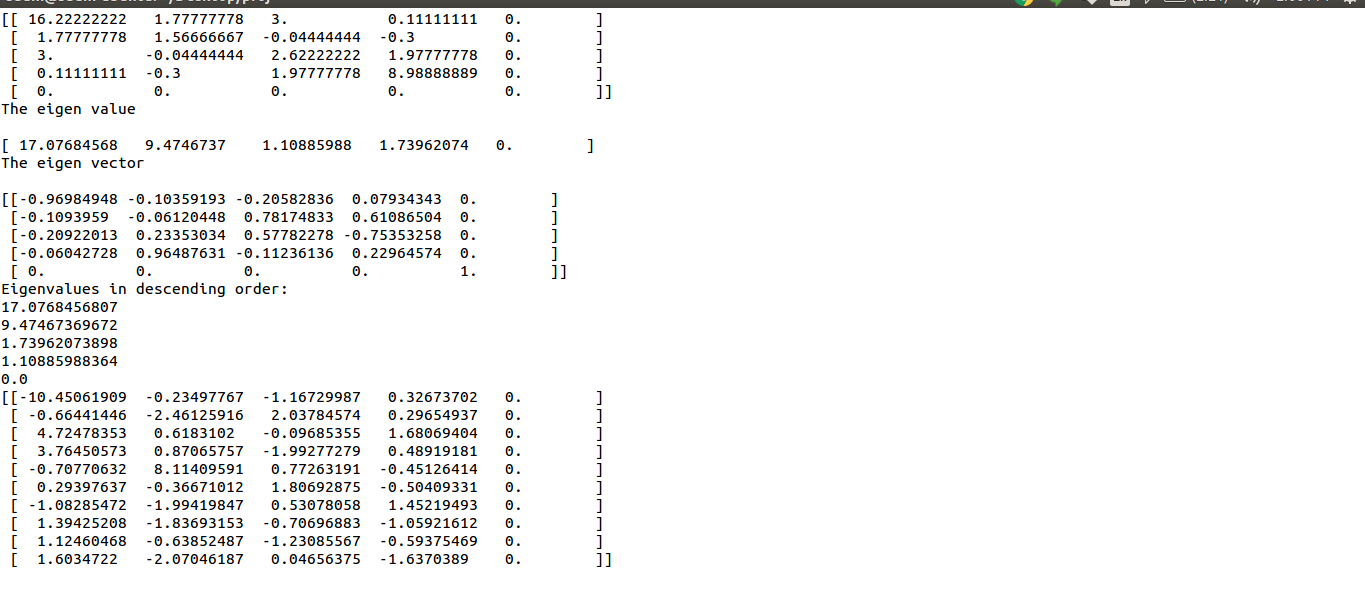 [[ 16.22222222   1.77777778   3.           0.11111111   0.        ]
 [  1.77777778   1.56666667  -0.04444444  -0.3          0.        ]
 [  3.          -0.04444444   2.62222222   1.97777778   0.        ]
 [  0.11111111  -0.3          1.97777778   8.98888889   0.        ]
 [  0.           0.           0.           0.           0.        ]]
The eigen value
[ 17.07684568   9.4746737    1.10885988   1.73962074   0.        ]
The eigen vector
[[-0.96984948 -0.10359193 -0.20582836  0.07934343  0.        ]
 [-0.1093959  -0.06120448  0.78174833  0.61086504  0.        ]
 [-0.20922013  0.23353034  0.57782278 -0.75353258  0.        ]
 [-0.06042728  0.96487631 -0.11236136  0.22964574  0.        ]
 [ 0.          0.          0.          0.          1.        ]]
Eigenvalues in descending order:
17.0768456807
9.47467369672
1.73962073898
1.10885988364
0.0
[[-10.45061909  -0.23497767  -1.16729987   0.32673702   0.        ]
 [ -0.66441446  -2.46125916   2.03784574   0.29654937   0.        ]
 [  4.72478353   0.6183102   -0.09685355   1.68069404   0.        ]
 [  3.76450573   0.87065757  -1.99277279   0.48919181   0.        ]
 [ -0.70770632   8.11409591   0.77263191  -0.45126414   0.        ]
 [  0.29397637  -0.36671012   1.80692875  -0.50409331   0.        ]
 [ -1.08285472  -1.99419847   0.53078058   1.45219493   0.        ]
 [  1.39425208  -1.83693153  -0.70696883  -1.05921612   0.        ]
 [  1.12460468  -0.63852487  -1.23085567  -0.59375469   0.        ]
 [  1.6034722   -2.07046187   0.04656375  -1.6370389    0.        ]]